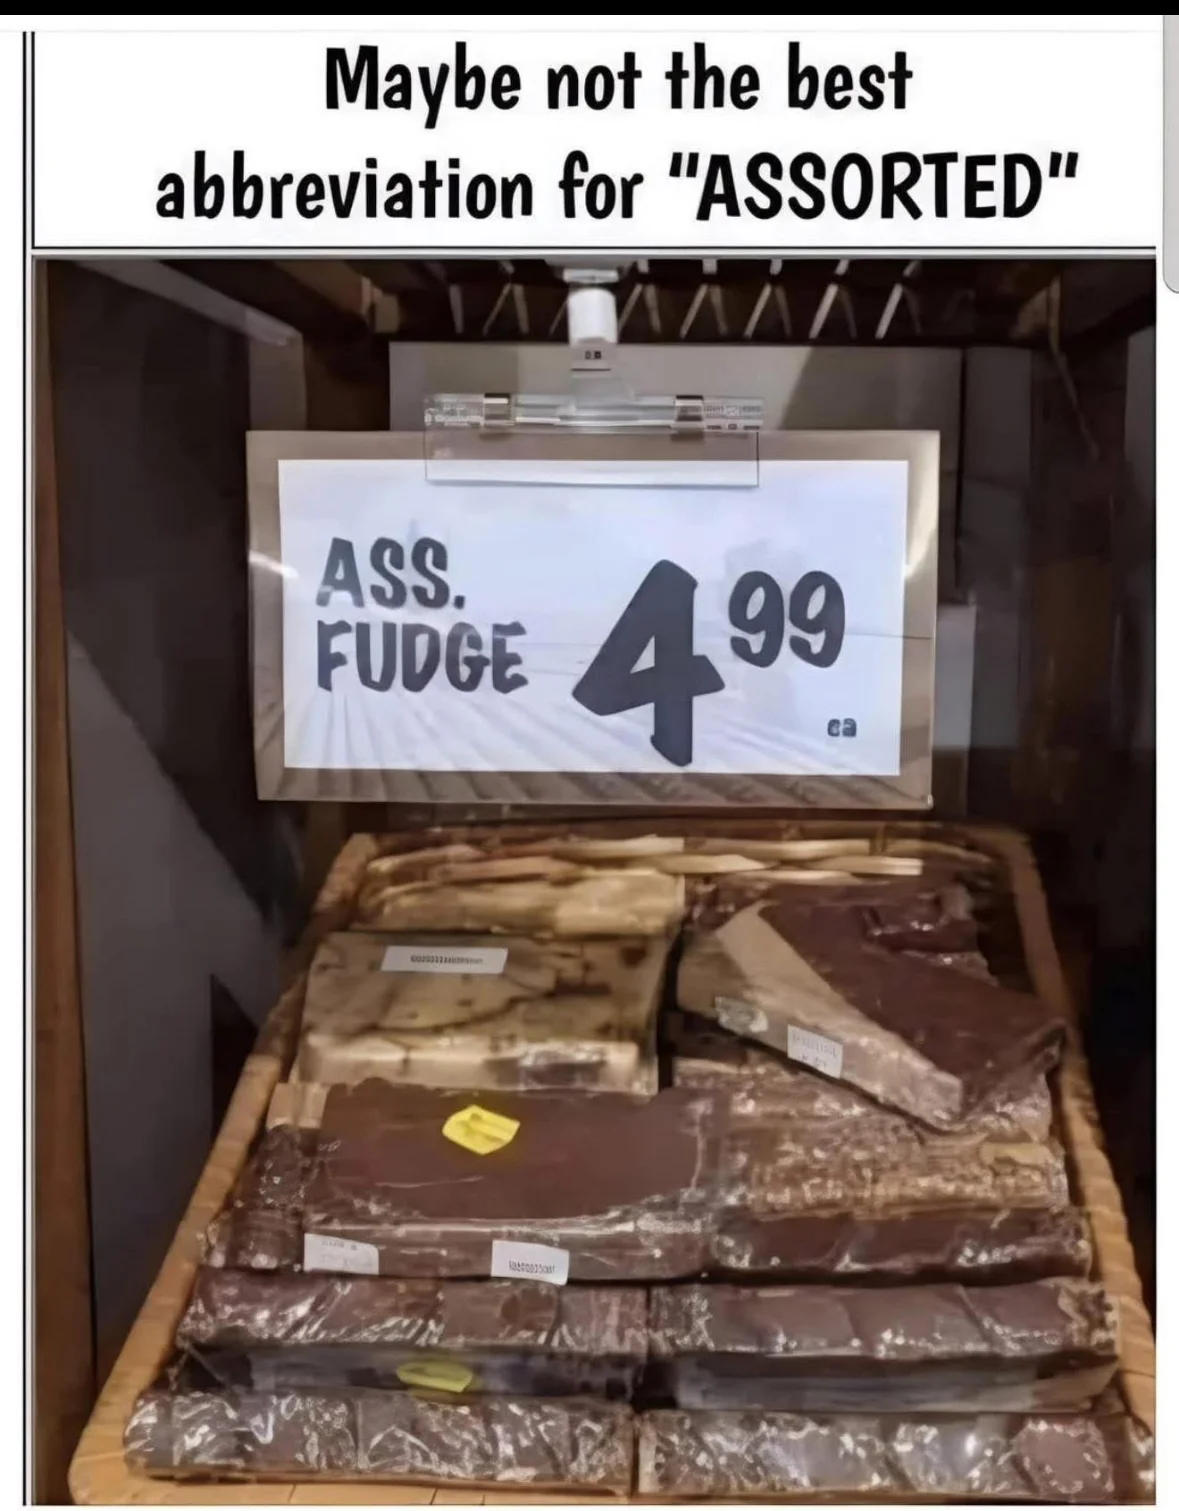 Maybe not the best
abbreviation for "ASSORTED"
ASS.
FUDGE
4 99
ea